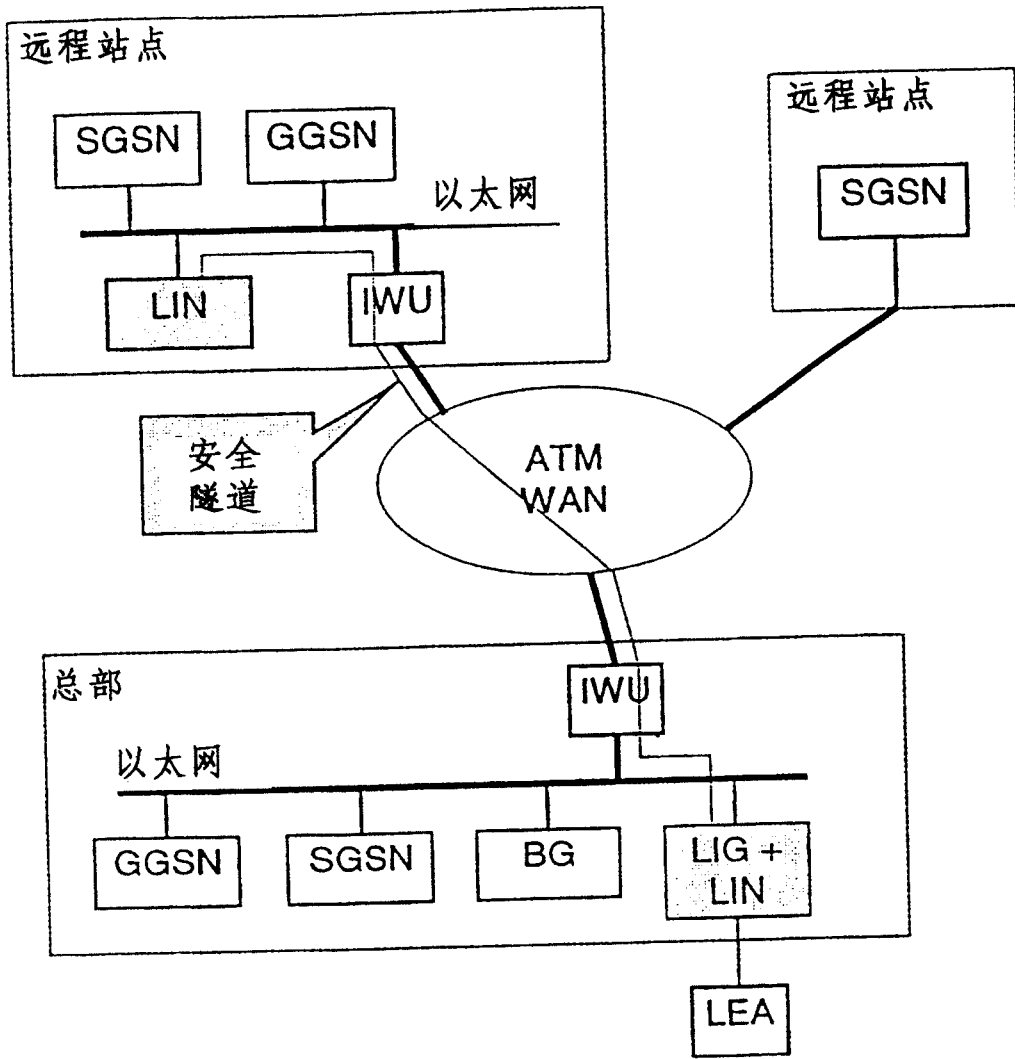 远程站点
SGSN
GGSN
以太网
LIN
IWU
远程站点
SGSN
安全
隧道
ATM
WAN
总部
IWU
以太网
GGSN
SGSN
BG
LIG +
LIN
LEA